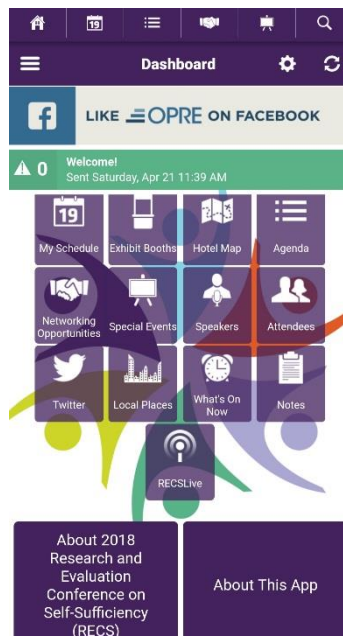 19
Dashboard
f LIKE OPRE ON FACEBOOK
0 Welcome!
Sent Saturday, Apr 21 11:39 AM
19
My Schedule Exhibit Booths Hotel Map Agenda
Networking
Opportunities Special Events Speakers Attendees
Twitter Local Places What's On
Now Notes
RECSLive
About 2018
Research and
Evaluation
Conference on
Self-Sufficiency
(RECS)
About This App